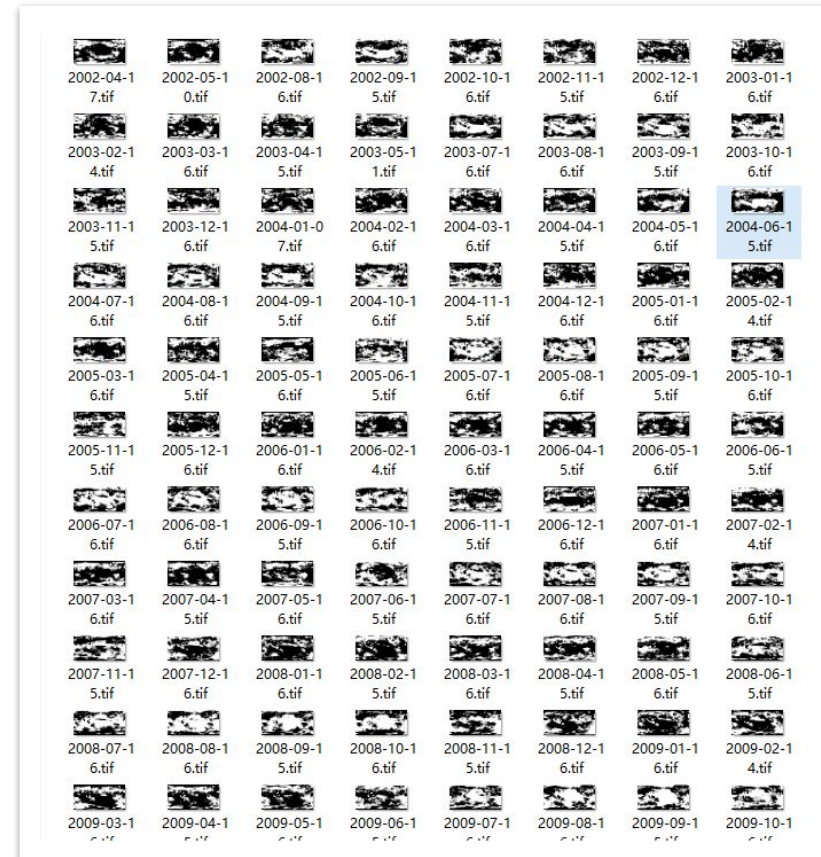 2002-04-1 2002-05-1 2002-08-1 2002-09-1 2002-10-1 2002-11-1 2002-12-1 2003-01-1
7.tif 0.tif 6.tif 5.tif 6.tif 5.tif 6.tif 6.tif
2003-02-1 2003-03-1 2003-04-1 2003-05-1 2003-07-1 2003-08-1 2003-09-1 2003-10-1
4.tif 6.tif 5.tif 1.tif 6.tif 6.tif 5.tif 6.tif
2003-11-1 2003-12-1 2004-01-0 2004-02-1 2004-03-1 2004-04-1 2004-05-1 2004-06-1
5.tif 6.tif 7.tif 6.tif 6.tif 5.tif 6.tif 5.tif
2004-07-1 2004-08-1 2004-09-1 2004-10-1 2004-11-1 2004-12-1 2005-01-1 2005-02-1
6.tif 6.tif 5.tif 6.tif 5.tif 6.tif 6.tif 4.tif
2005-03-1 2005-04-1 2005-05-1 2005-06-1 2005-07-1 2005-08-1 2005-09-1 2005-10-1
6.tif 5.tif 6.tif 5.tif 6.tif 6.tif 5.tif 6.tif
2005-11-1 2005-12-1 2006-01-1 2006-02-1 2006-03-1 2006-04-1 2006-05-1 2006-06-1
5.tif 6.tif 6.tif 4.tif 6.tif 5.tif 6.tif 5.tif
2006-07-1 2006-08-1 2006-09-1 2006-10-1 2006-11-1 2006-12-1 2007-01-1 2007-02-1
6.tif 6.tif 5.tif 6.tif 5.tif 6.tif 6.tif 4.tif
2007-03-1 2007-04-1 2007-05-1 2007-06-1 2007-07-1 2007-08-1 2007-09-1 2007-10-1
6.tif 5.tif 6.tif 5.tif 6.tif 6.tif 5.tif 6.tif
2007-11-1 2007-12-1 2008-01-1 2008-02-1 2008-03-1 2008-04-1 2008-05-1 2008-06-1
5.tif 6.tif 6.tif 5.tif 6.tif 5.tif 6.tif 5.tif
2008-07-1 2008-08-1 2008-09-1 2008-10-1 2008-11-1 2008-12-1 2009-01-1 2009-02-1
6.tif 6.tif 5.tif 6.tif 5.tif 6.tif 6.tif 4.tif
2009-03-1 2009-04-1 2009-05-1 2009-06-1 2009-07-1 2009-08-1 2009-09-1 2009-10-1